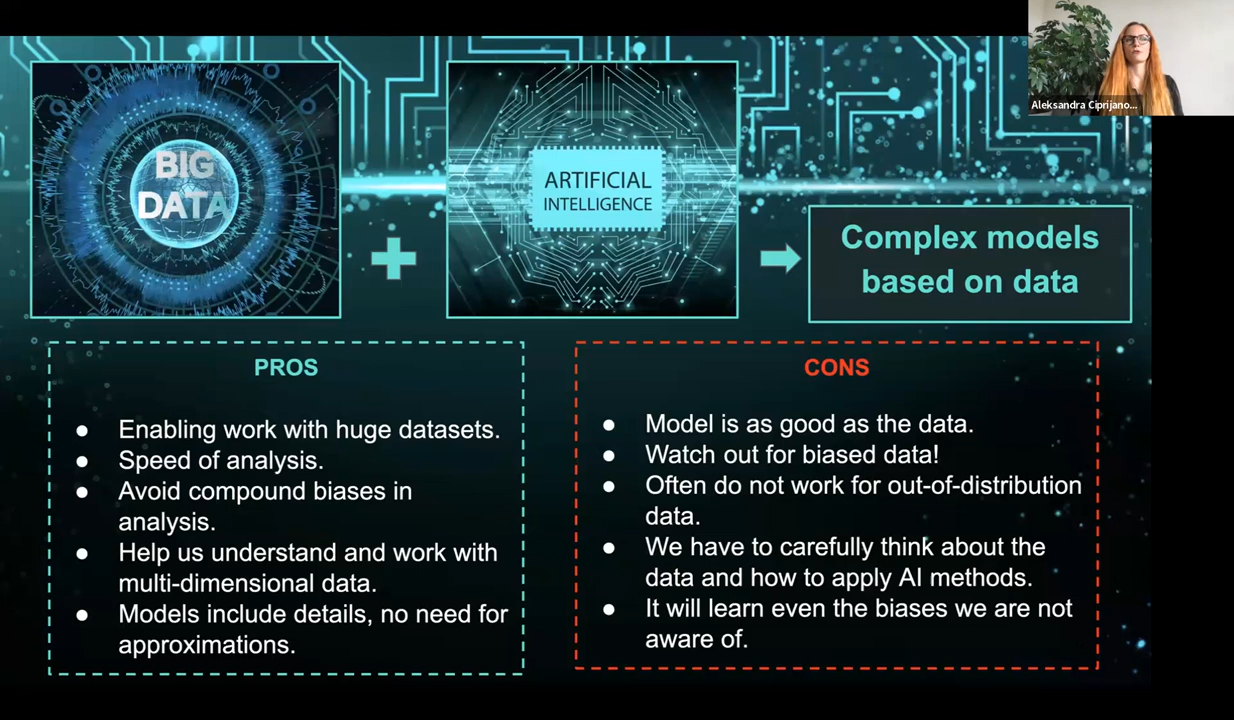 Aleksandra Ciprijano...
BIG
DATA
ARTIFICIAL
INTELLIGENCE
Complex models
based on data
PROS
● Enabling work with huge datasets.
● Speed of analysis.
● Avoid compound biases in
analysis.
● Help us understand and work with
multi-dimensional data.
● Models include details, no need for
approximations.
CONS
● Model is as good as the data.
● Watch out for biased data!
● Often do not work for out-of-distribution
data.
● We have to carefully think about the
data and how to apply AI methods.
● It will learn even the biases we are not
aware of.